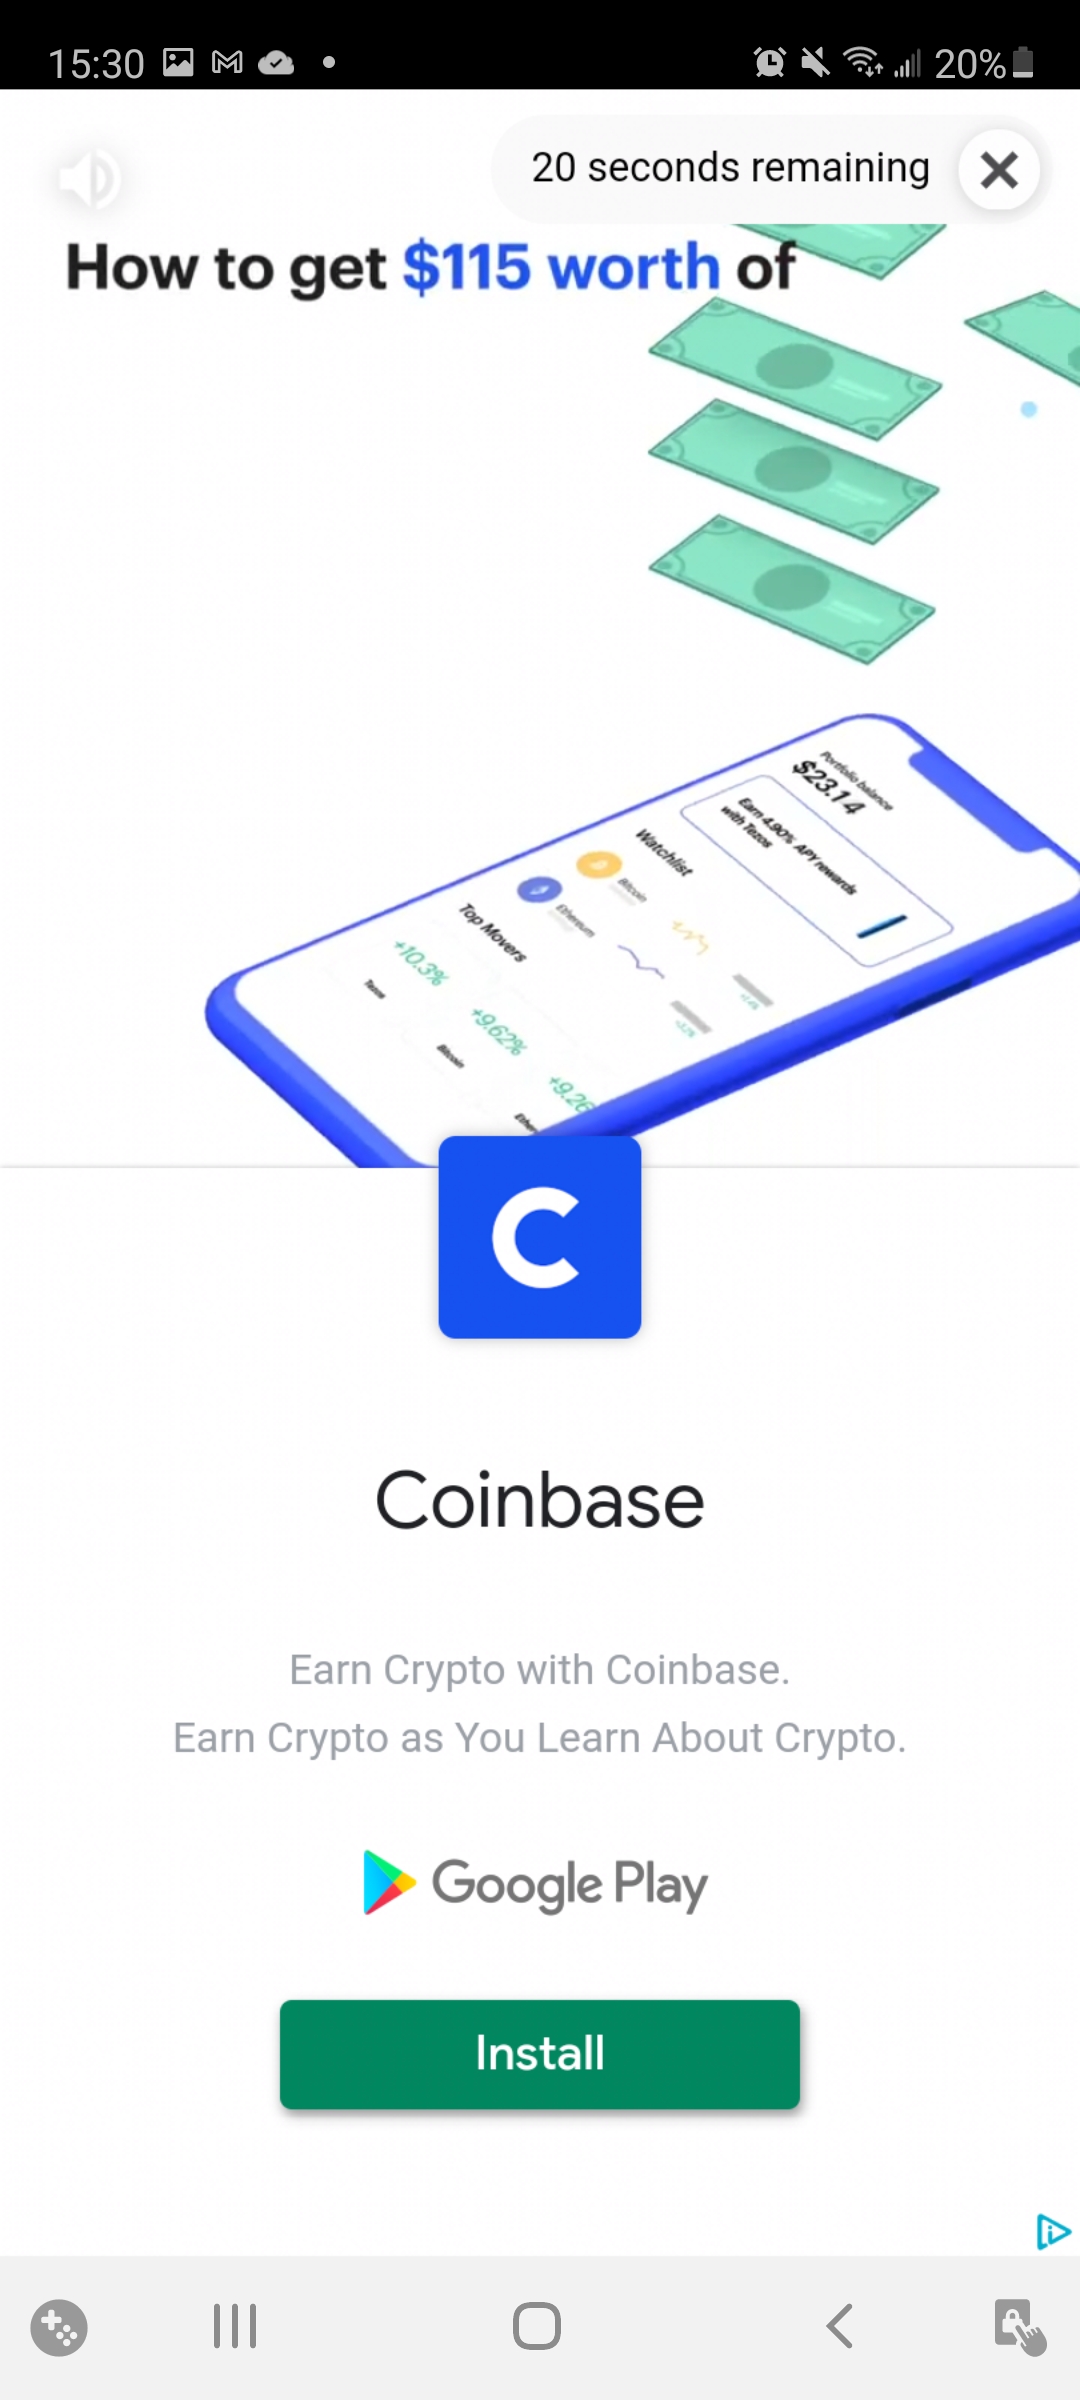 15:30
20%
20 seconds remaining
How to get $115 worth of
Portfolio balance
$23.14
Earn 4.90% APY rewards
with Tezos
Watchlist
Bitcoin
Ethereum
Top Movers
+10.3%
Tezos
+9.62%
Bitcoin
+9.26
Ether
C
Coinbase
Earn Crypto with Coinbase.
Earn Crypto as You Learn About Crypto.
Google Play
Install